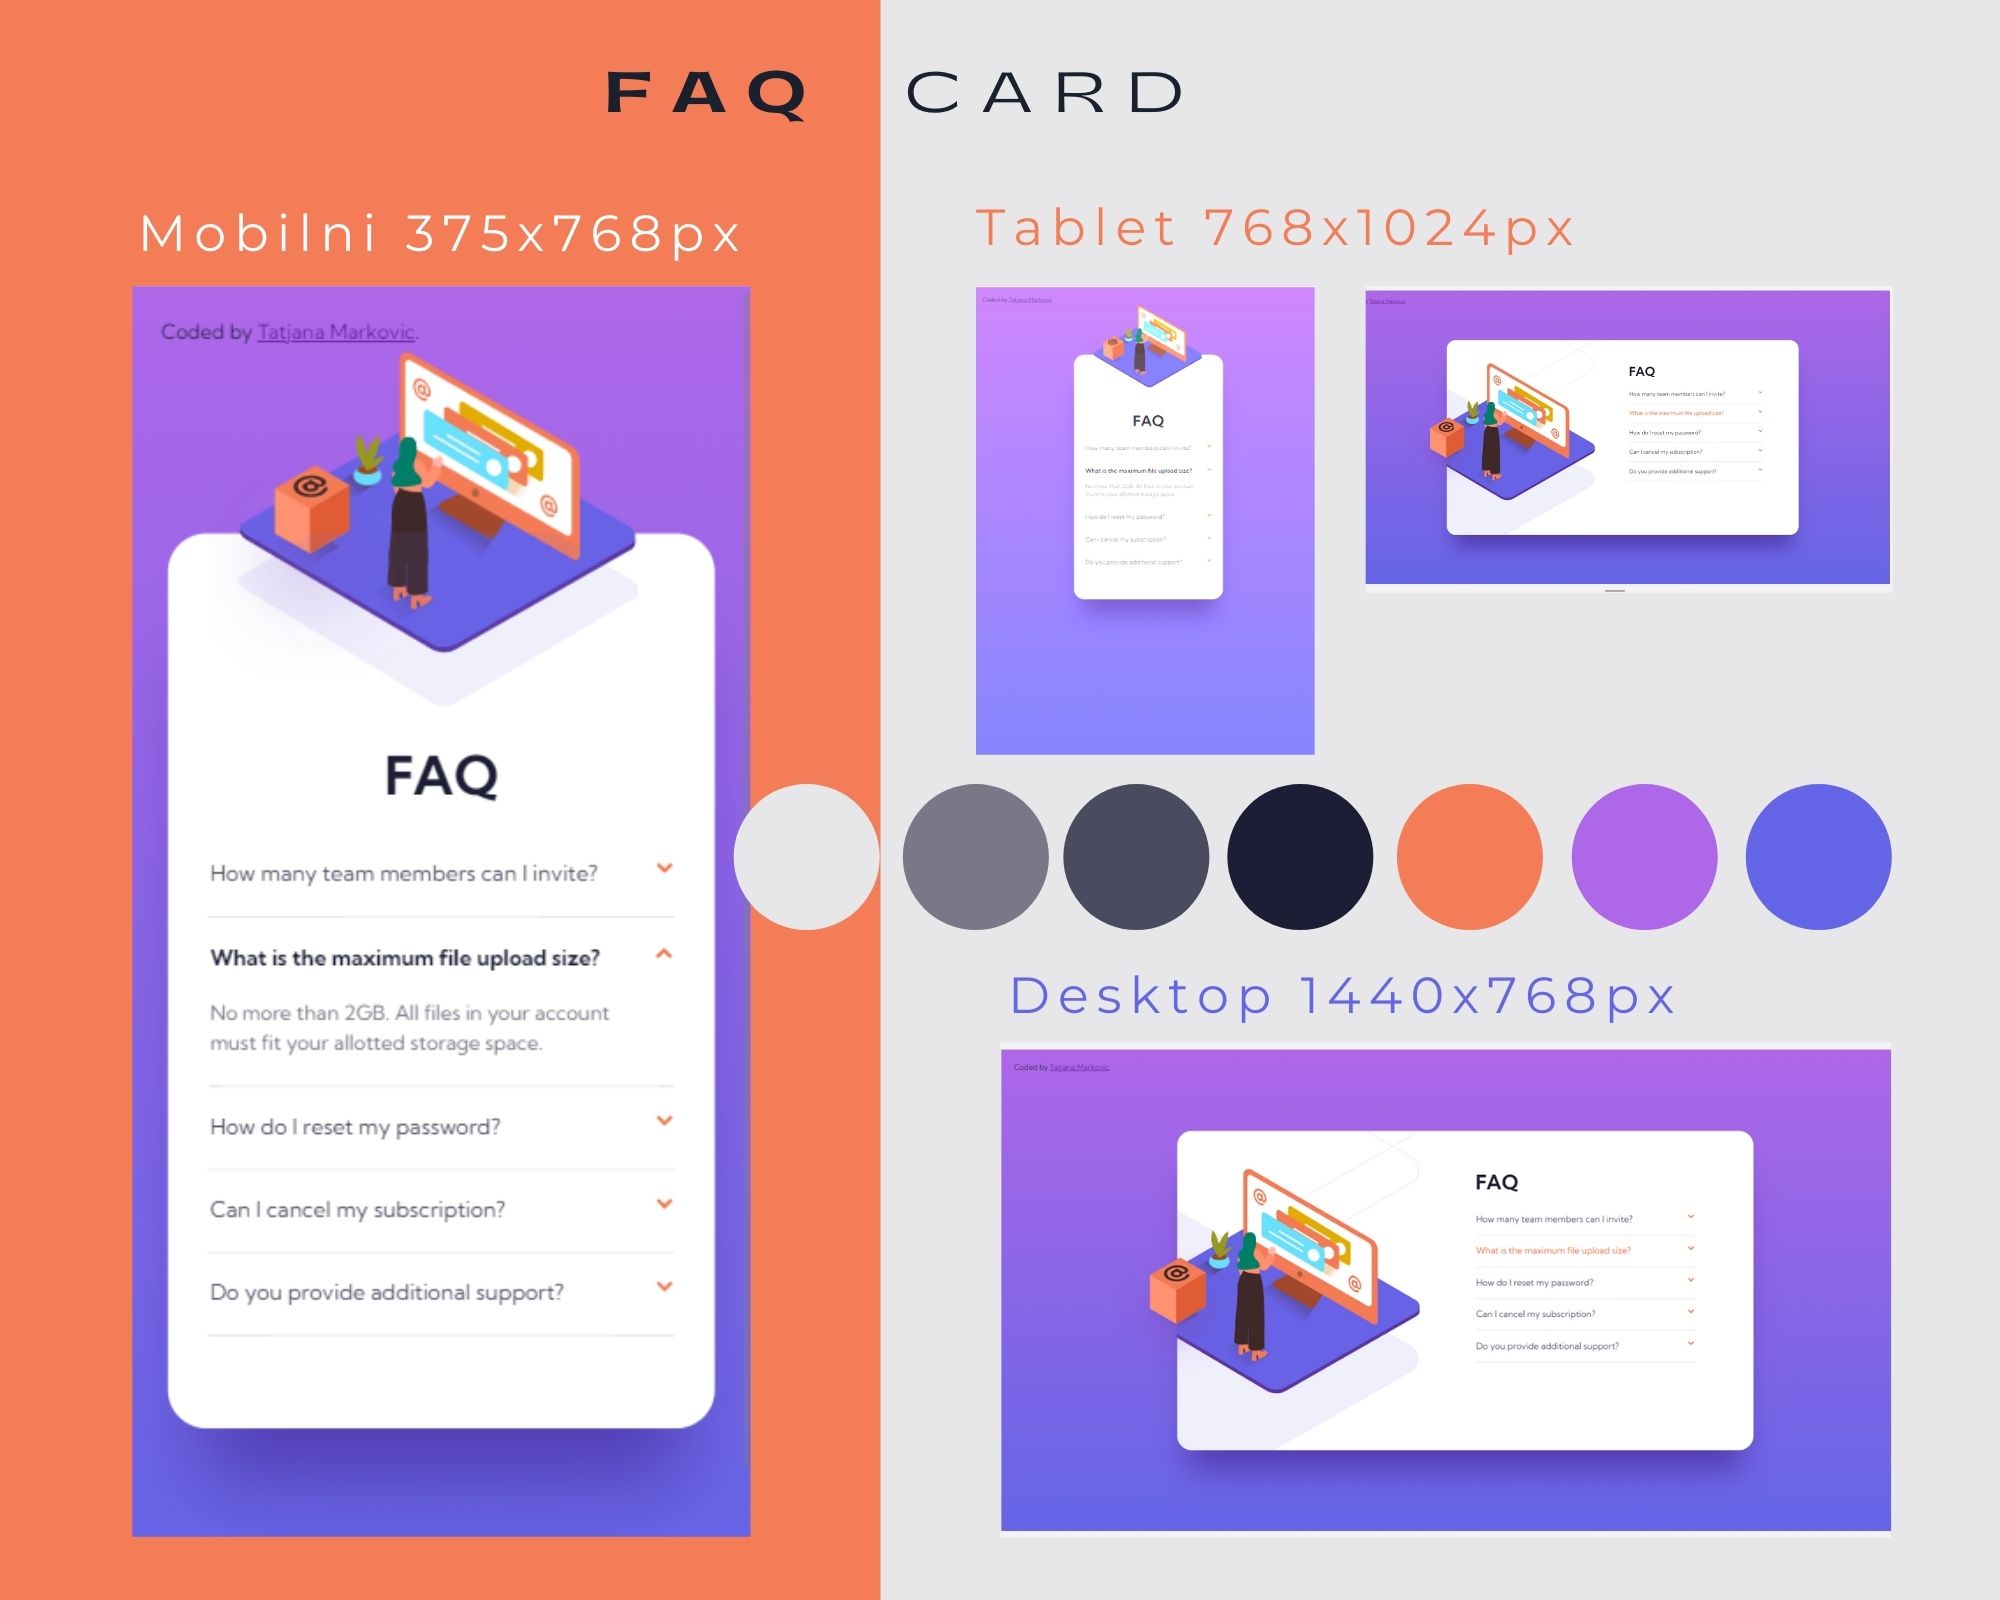 FAQ CARD
Mobilni 375x768px
Coded by Tatjana Markovic.
@
@
@
FAQ
How many team members can I invite?
What is the maximum file upload size?
No more than 2GB. All files in your account
must fit your allotted storage space.
How do I reset my password?
Can I cancel my subscription?
Do you provide additional support?
Tablet 768x1024px
Coded by Tatjana Markovic.
@
FAQ
How many team members can I invite?
What is the maximum file upload size?
No more than 2GB. All files in your account
must fit your allotted storage space.
How do I reset my password?
Can I cancel my subscription?
Do you provide additional support?
Tatjana Markovic.
@
@
@
FAQ
How many team members can I invite?
What is the maximum file upload size?
How do I reset my password?
Can I cancel my subscription?
Do you provide additional support?
Desktop 1440x768px
Coded by Tatjana Markovic.
@
@
@
FAQ
How many team members can I invite?
What is the maximum file upload size?
How do I reset my password?
Can I cancel my subscription?
Do you provide additional support?